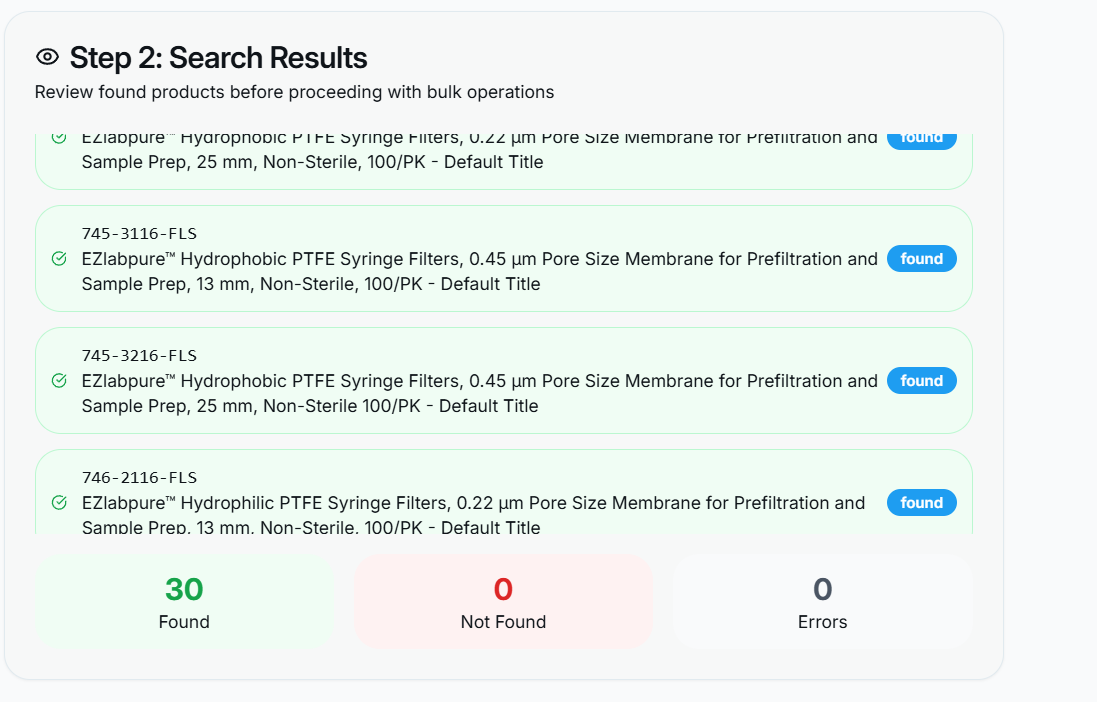 Step 2: Search Results
Review found products before proceeding with bulk operations
EZlabpure™ Hydrophobic PTFE Syringe Filters, 0.22 µm Pore Size Membrane for Prefiltration and
Sample Prep, 25 mm, Non-Sterile, 100/PK - Default Title
found
745-3116-FLS
EZlabpure™ Hydrophobic PTFE Syringe Filters, 0.45 µm Pore Size Membrane for Prefiltration and
Sample Prep, 13 mm, Non-Sterile, 100/PK - Default Title
found
745-3216-FLS
EZlabpure™ Hydrophobic PTFE Syringe Filters, 0.45 µm Pore Size Membrane for Prefiltration and
Sample Prep, 25 mm, Non-Sterile 100/PK - Default Title
found
746-2116-FLS
EZlabpure™ Hydrophilic PTFE Syringe Filters, 0.22 µm Pore Size Membrane for Prefiltration and
Sample Prep, 13 mm, Non-Sterile, 100/PK - Default Title
found
30
Found
0
Not Found
0
Errors